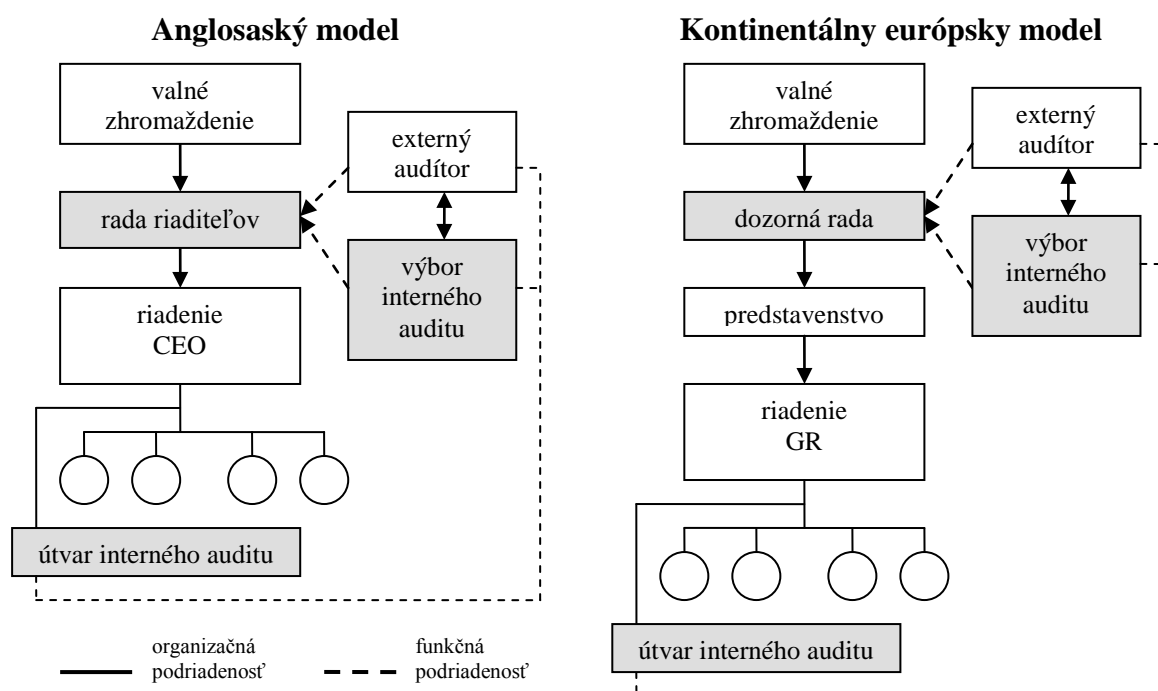 Anglosaský model
valné
zhromaždenie
externý
audítor
rada riaditeľov
výbor
interného
auditu
riadenie
CEO
útvar interného auditu
organizačná
podriadenosť
funkčná
podriadenosť
Kontinentálny európsky model
valné
zhromaždenie
externý
audítor
dozorná rada
výbor
interného
auditu
predstavenstvo
riadenie
GR
útvar interného auditu